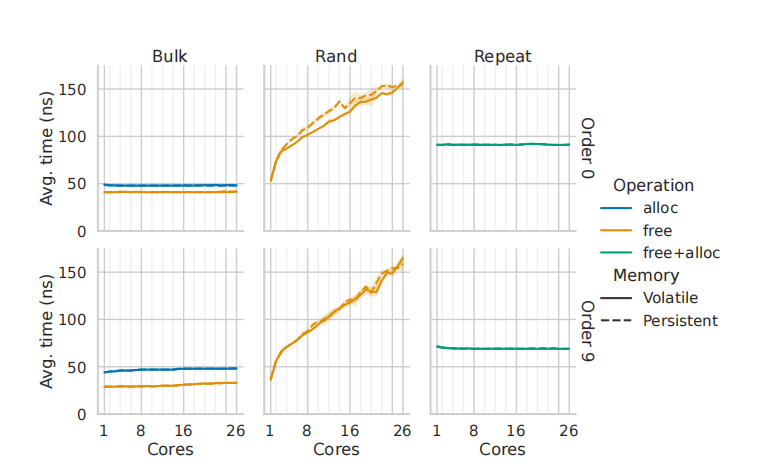 Bulk
Rand
Repeat
Avg. time (ns)
150
100
50
0
Order 0
Avg. time (ns)
150
100
50
0
Order 9
1 8 16 26
1 8 16 26
1 8 16 26
Cores
Cores
Cores
Operation
alloc
free
free+alloc
Memory
Volatile
Persistent